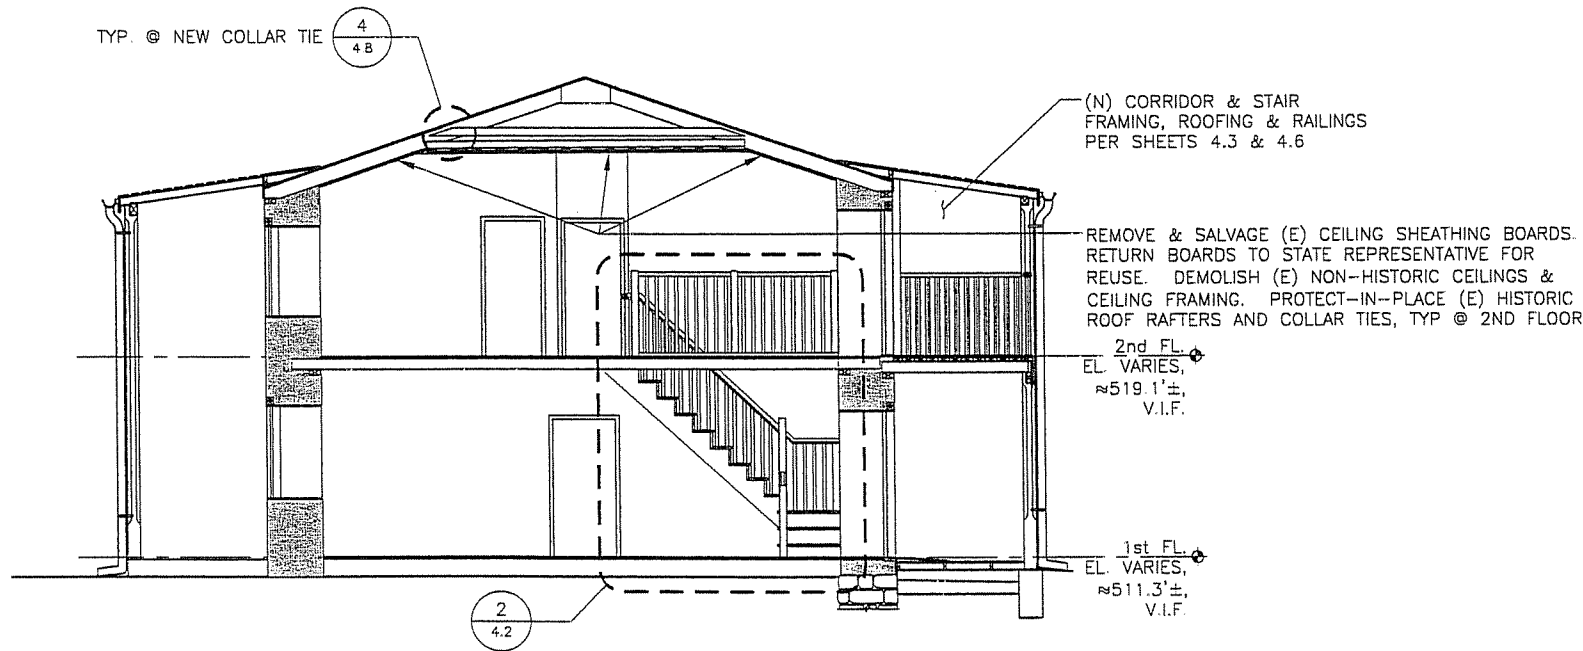 TYP. @ NEW COLLAR TIE
4
4.8
(N) CORRIDOR & STAIR
FRAMING, ROOFING & RAILINGS
PER SHEETS 4.3 & 4.6
REMOVE & SALVAGE (E) CEILING SHEATHING BOARDS.
RETURN BOARDS TO STATE REPRESENTATIVE FOR
REUSE. DEMOLISH (E) NON-HISTORIC CEILINGS &
CEILING FRAMING. PROTECT-IN-PLACE (E) HISTORIC
ROOF RAFTERS AND COLLAR TIES, TYP @ 2ND FLOOR
2nd FL.
EL. VARIES,
≈519.1'±,
V.I.F.
1st FL.
EL. VARIES,
≈511.3'±,
V.I.F.
2
4.2